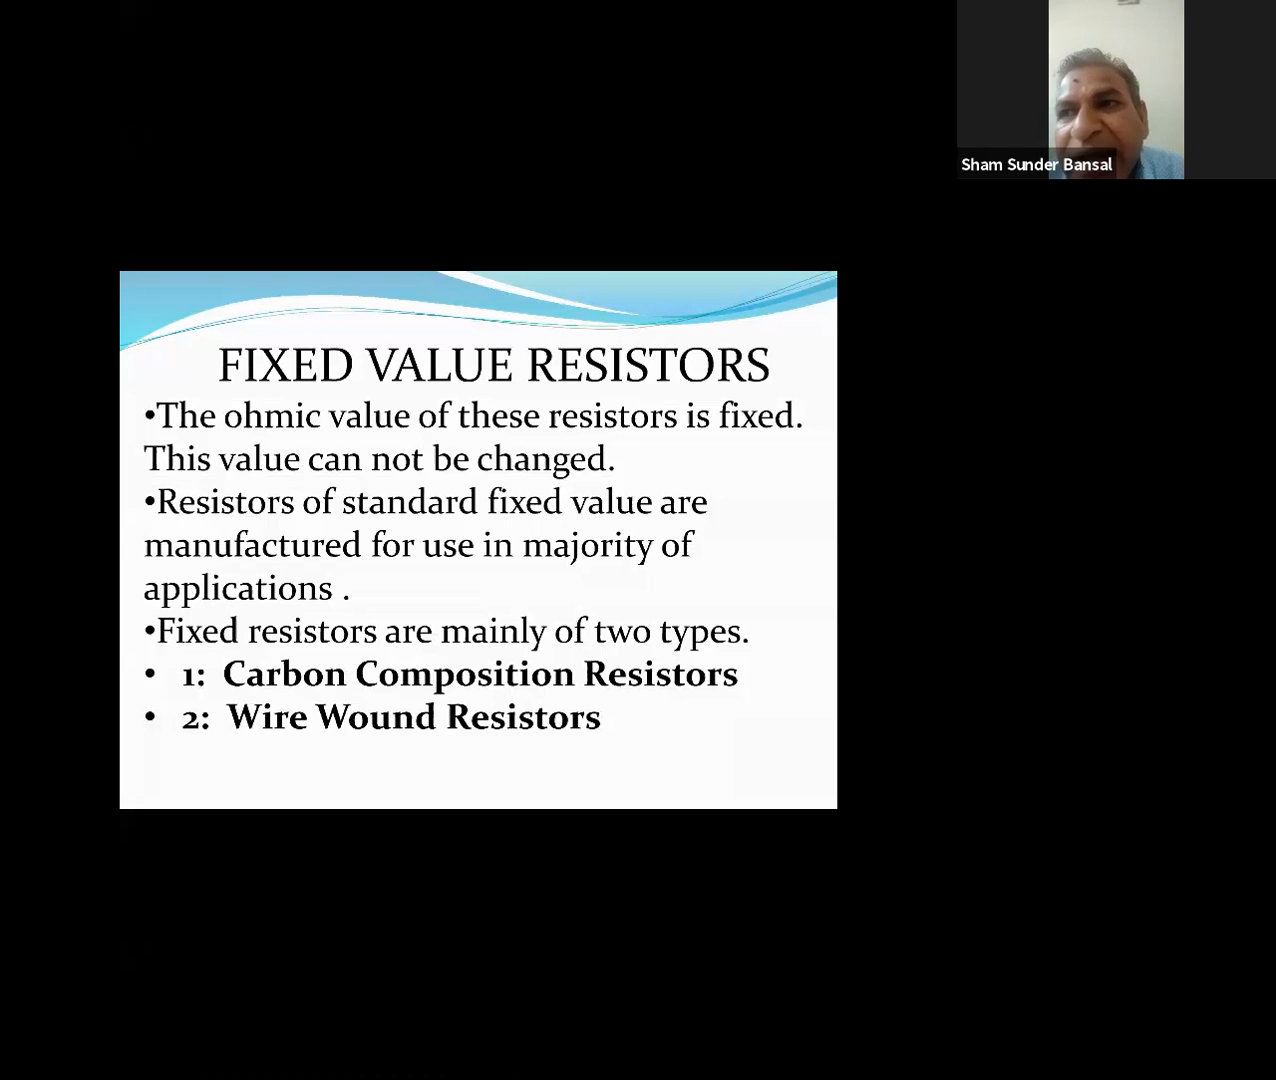 Sham Sunder Bansal
FIXED VALUE RESISTORS
•The ohmic value of these resistors is fixed.
This value can not be changed.
•Resistors of standard fixed value are
manufactured for use in majority of
applications .
•Fixed resistors are mainly of two types.
• 1: Carbon Composition Resistors
• 2: Wire Wound Resistors